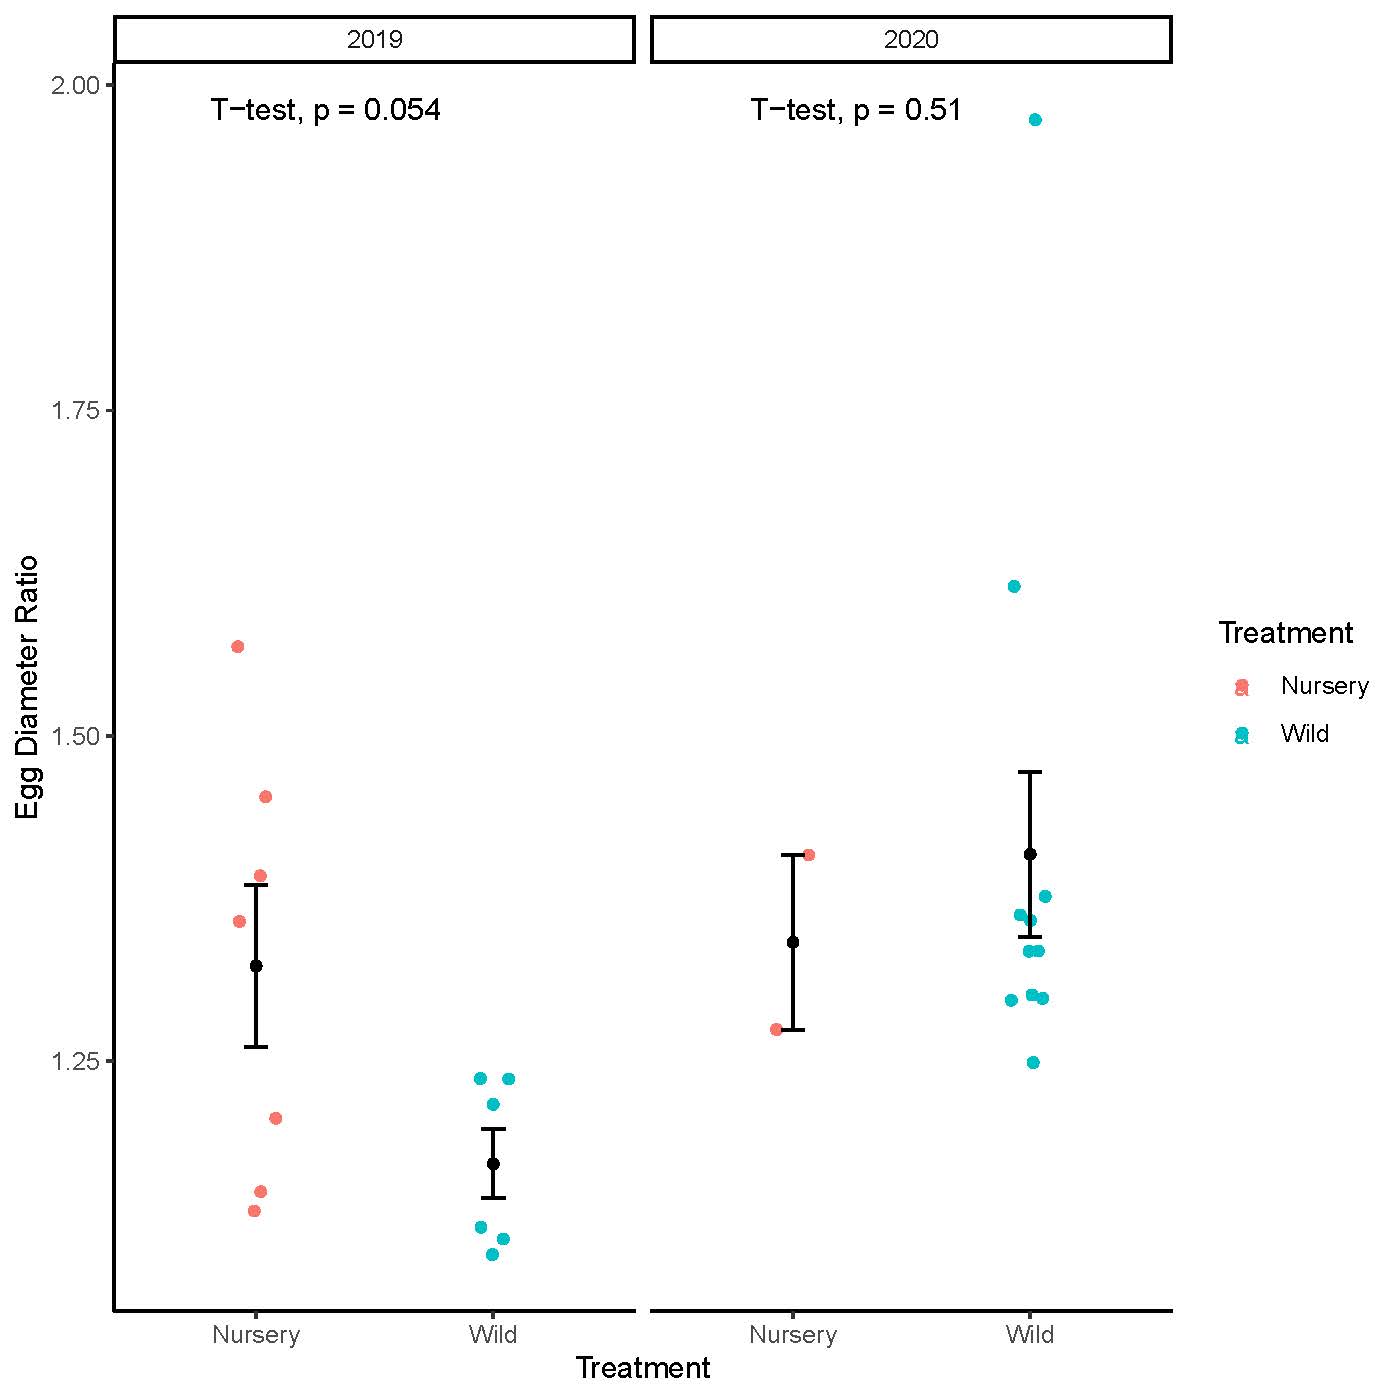 2019
2020
T−test, p = 0.054
T−test, p = 0.51
2.00
1.75
1.50
1.25
Egg Diameter Ratio
Nursery
Wild
Nursery
Wild
Treatment
Treatment
a Nursery
a Wild